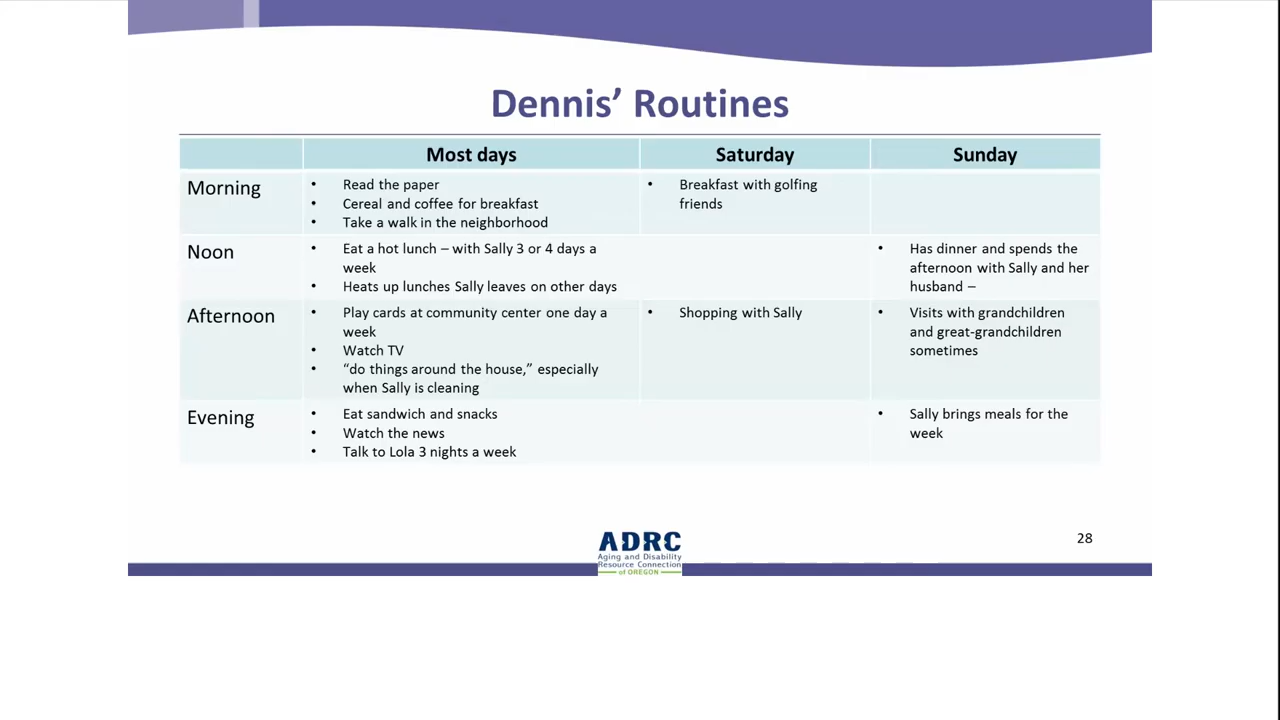 Dennis' Routines
Most days
Saturday
Sunday
Morning
• Read the paper
• Cereal and coffee for breakfast
• Take a walk in the neighborhood
• Breakfast with golfing
friends
Noon
• Eat a hot lunch – with Sally 3 or 4 days a
week
• Heats up lunches Sally leaves on other days
• Has dinner and spends the
afternoon with Sally and her
husband –
Afternoon
• Play cards at community center one day a
week
• Watch TV
• “do things around the house,” especially
when Sally is cleaning
• Shopping with Sally
• Visits with grandchildren
and great-grandchildren
sometimes
Evening
• Eat sandwich and snacks
• Watch the news
• Talk to Lola 3 nights a week
• Sally brings meals for the
week
28
ADRC
Aging and Disability
Resource Connection
of OREGON